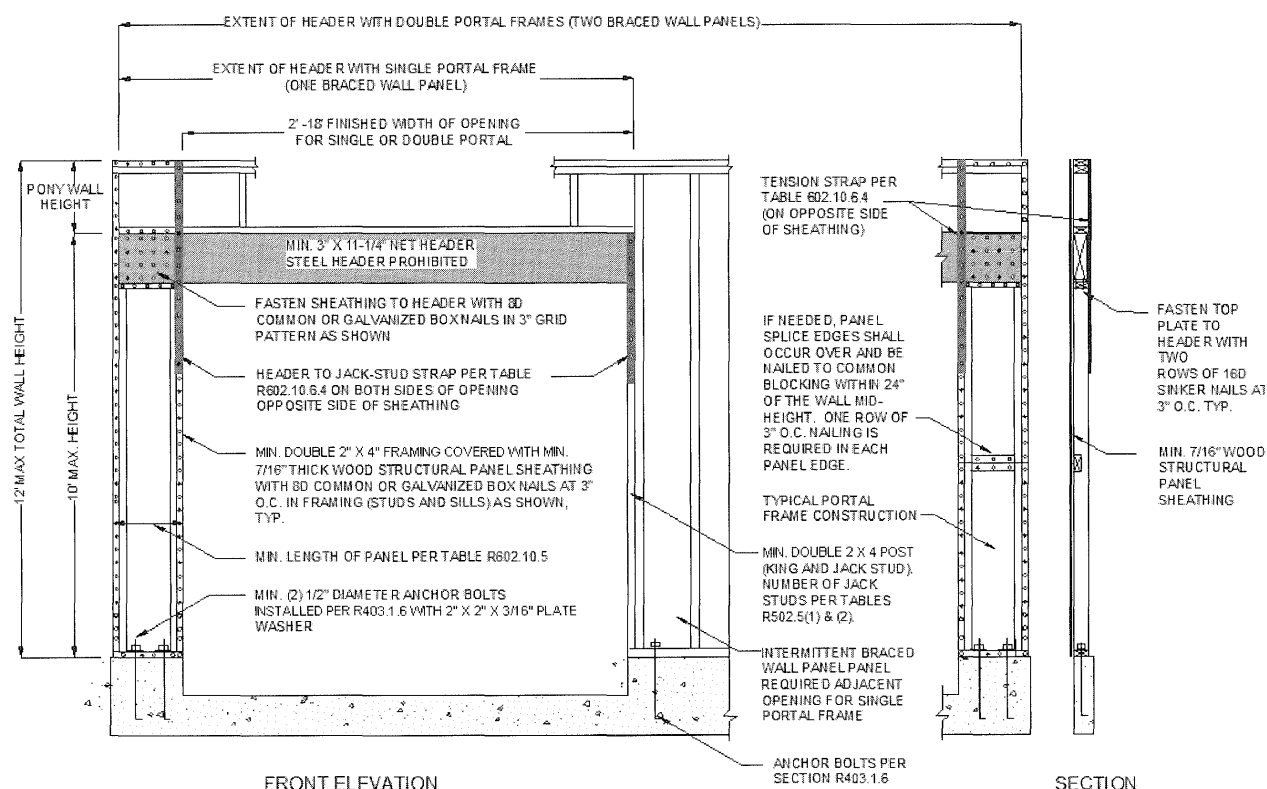 EXTENT OF HEADER WITH DOUBLE PORTAL FRAMES (TWO BRACED WALL PANELS)
EXTENT OF HEADER WITH SINGLE PORTAL FRAME
(ONE BRACED WALL PANEL)
2' -18' FINISHED WIDTH OF OPENING
FOR SINGLE OR DOUBLE PORTAL
PONY WALL
HEIGHT
12' MAX TOTAL WALL HEIGHT
10' MAX. HEIGHT
MIN. 3" X 11-1/4" NET HEADER
STEEL HEADER PROHIBITED
FASTEN SHEATHING TO HEADER WITH 8D
COMMON OR GALVANIZED BOX NAILS IN 3" GRID
PATTERN AS SHOWN
HEADER TO JACK-STUD STRAP PER TABLE
R602.10.6.4 ON BOTH SIDES OF OPENING
OPPOSITE SIDE OF SHEATHING
MIN. DOUBLE 2" X 4" FRAMING COVERED WITH MIN.
7/16" THICK WOOD STRUCTURAL PANEL SHEATHING
WITH 8D COMMON OR GALVANIZED BOX NAILS AT 3"
O.C. IN FRAMING (STUDS AND SILLS) AS SHOWN,
TYP.
MIN. LENGTH OF PANEL PER TABLE R602.10.5
MIN. (2) 1/2" DIAMETER ANCHOR BOLTS
INSTALLED PER R403.1.6 WITH 2" X 2" X 3/16" PLATE
WASHER
TENSION STRAP PER
TABLE 602.10.6.4
(ON OPPOSITE SIDE
OF SHEATHING)
IF NEEDED, PANEL
SPLICE EDGES SHALL
OCCUR OVER AND BE
NAILED TO COMMON
BLOCKING WITHIN 24"
OF THE WALL MID-
HEIGHT. ONE ROW OF
3" O.C. NAILING IS
REQUIRED IN EACH
PANEL EDGE.
TYPICAL PORTAL
FRAME CONSTRUCTION
MIN. DOUBLE 2 X 4 POST
(KING AND JACK STUD).
NUMBER OF JACK
STUDS PER TABLES
R502.5(1) & (2).
INTERMITTENT BRACED
WALL PANEL PANEL
REQUIRED ADJACENT
OPENING FOR SINGLE
PORTAL FRAME
ANCHOR BOLTS PER
SECTION R403.1.6
FASTEN TOP
PLATE TO
HEADER WITH
TWO
ROWS OF 16D
SINKER NAILS AT
3" O.C. TYP.
MIN. 7/16" WOOD
STRUCTURAL
PANEL
SHEATHING
FRONT ELEVATION
SECTION